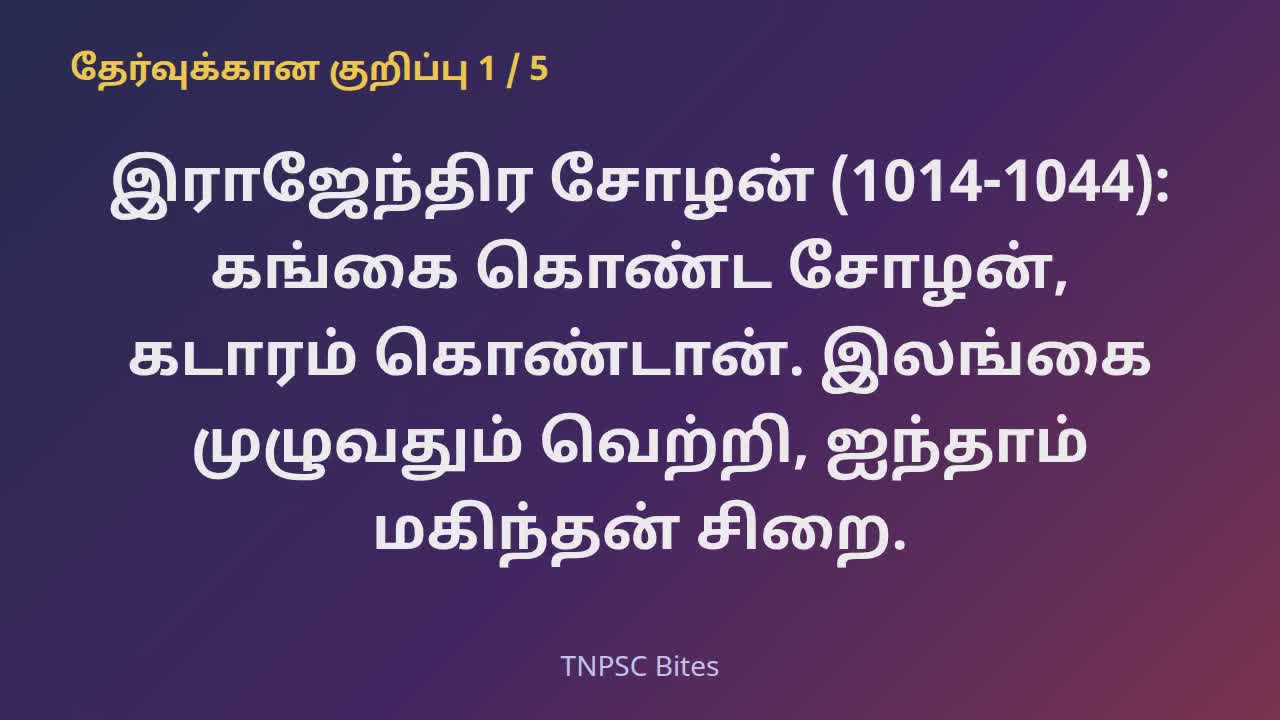 தேர்வுக்கான குறிப்பு 1 / 5
இராஜேந்திர சோழன் (1014-1044):
கங்கை கொண்ட சோழன்,
கடாரம் கொண்டான். இலங்கை
முழுவதும் வெற்றி, ஐந்தாம்
மகிந்தன் சிறை.
TNPSC Bites